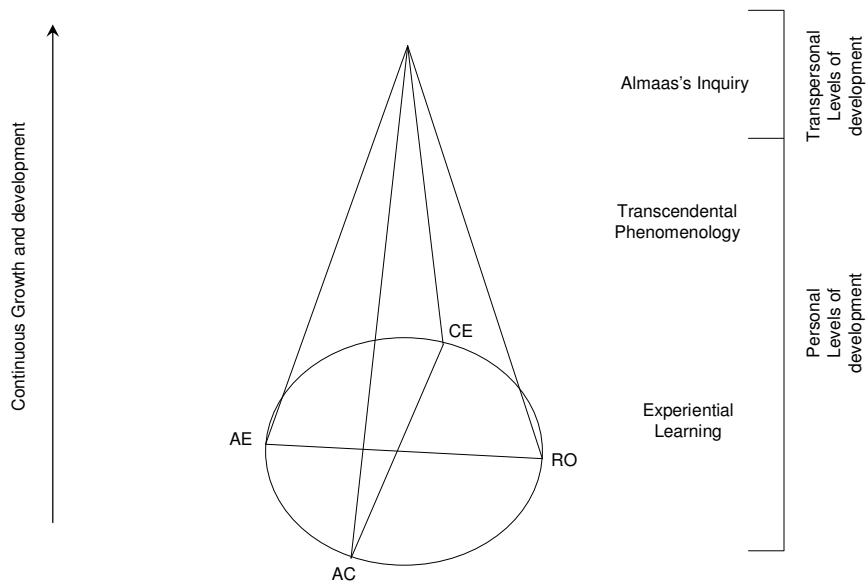 Continuous Growth and development
Almaas's Inquiry
Transpersonal
Levels of
development
Transcendental
Phenomenology
CE
Personal
Levels of
development
Experiential
Learning
AE
RO
AC